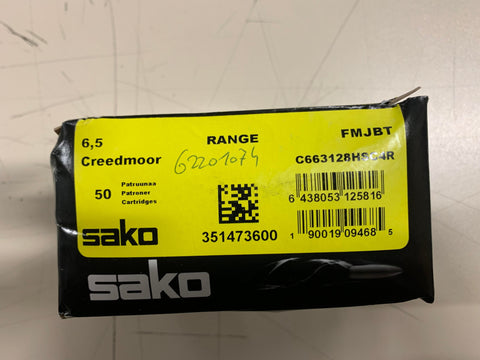 6,5
Creedmoor
RANGE
FMJBT
62201074
50
Patruunaa
Patroner
Cartridges
6 438053 125816
351473600
1 90019 09468 5
sako
sako